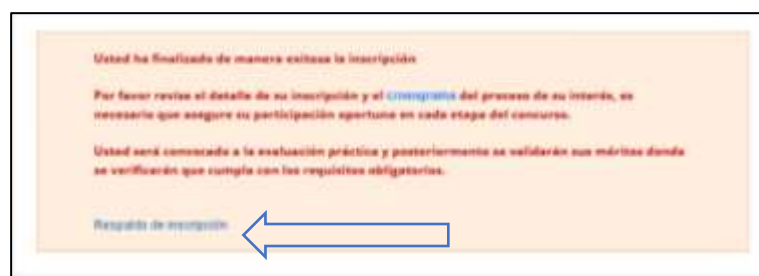 Usted ha finalizado de manera exitosa la inscripción
Por favor revise el detalle de su inscripción y el cronograma del proceso de su interés, es
necesario que asegure su participación oportuna en cada etapa del concurso.
Usted será convocado a la evaluación práctica y posteriormente se validarán sus méritos donde
se verificarán que cumpla con los requisitos obligatorios.
Respaldo de inscripción